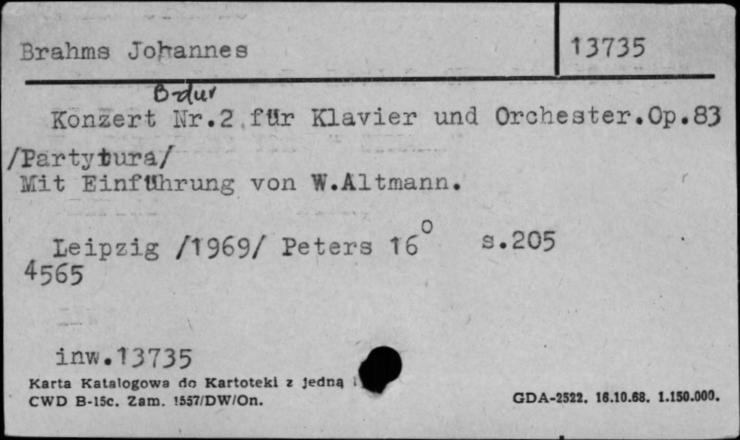 Brahms Johannes 13735
B-dur
Konzert Nr.2 für Klavier und Orchester.Op.83
/Partytura/
Mit Einführung von W.Altmann.
Leipzig /1969/ Peters 16⁰ s.205
4565
inw.13735
Karta Katalogowa do Kartoteki z jedną
CWD B-15c. Zam. 1557/DW/On. GDA-2522. 16.10.68. 1.150.000.